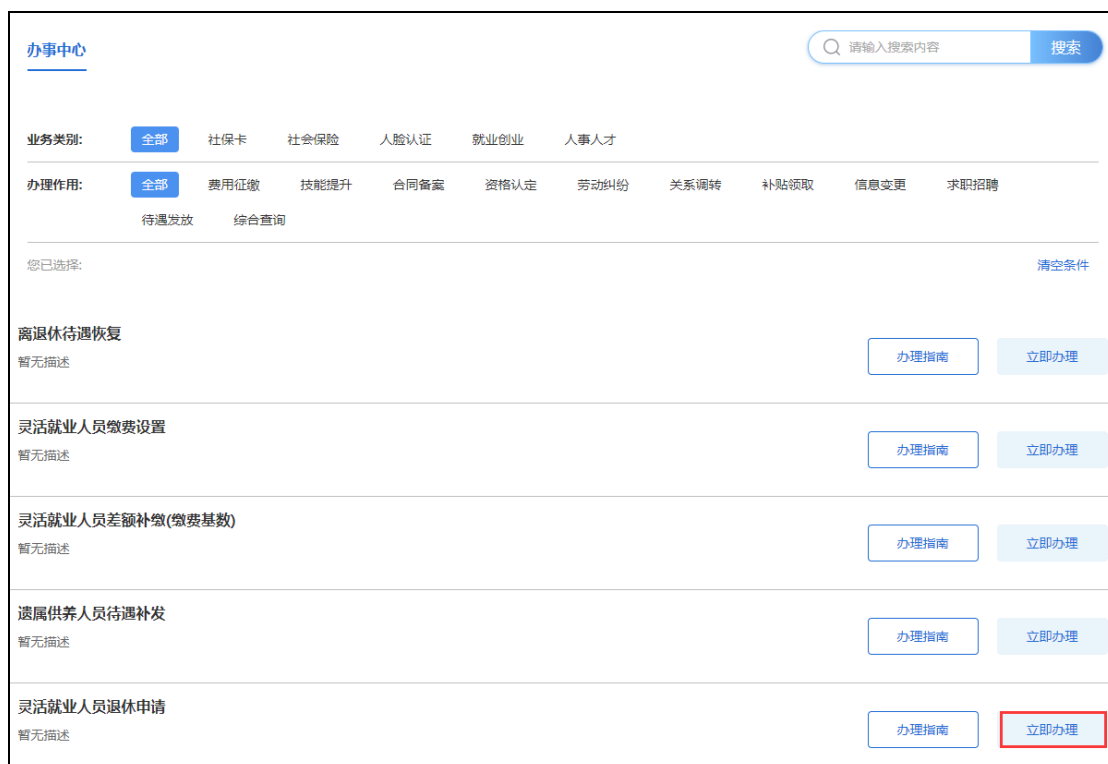 办事中心
请输入搜索内容 搜索
业务类别: 全部 社保卡 社会保险 人脸认证 就业创业 人事人才
办理作用: 全部 费用征缴 技能提升 合同备案 资格认定 劳动纠纷 关系调转 补贴领取 信息变更 求职招聘
待遇发放 综合查询
您已选择: 清空条件
离退休待遇恢复
暂无描述
办理指南 立即办理
灵活就业人员缴费设置
暂无描述
办理指南 立即办理
灵活就业人员差额补缴(缴费基数)
暂无描述
办理指南 立即办理
遗属供养人员待遇补发
暂无描述
办理指南 立即办理
灵活就业人员退休申请
暂无描述
办理指南 立即办理